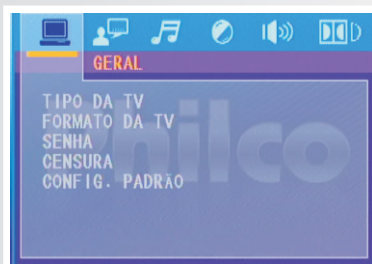 GERAL
TIPO DA TV
FORMATO DA TV
SENHA
CENSURA
CONFIG. PADRÃO
Philco